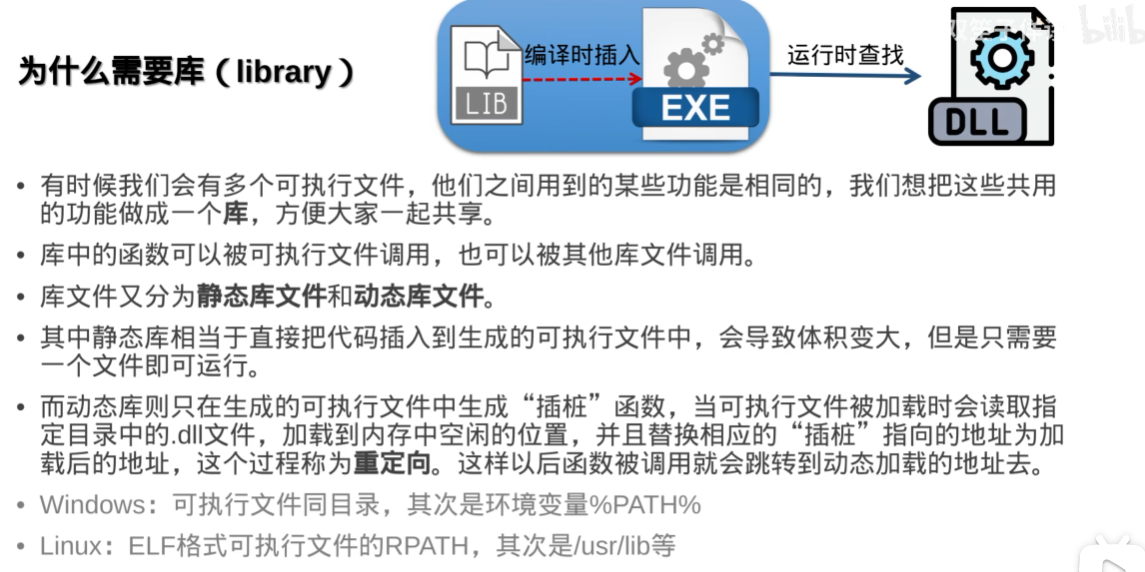 为什么需要库（library）
LIB
编译时插入
EXE
运行时查找
DLL
bilib
• 有时候我们会有多个可执行文件，他们之间用到的某些功能是相同的，我们想把这些共用
的功能做成一个库，方便大家一起共享。
• 库中的函数可以被可执行文件调用，也可以被其他库文件调用。
• 库文件又分为静态库文件和动态库文件。
• 其中静态库相当于直接把代码插入到生成的可执行文件中，会导致体积变大，但是只需要
一个文件即可运行。
• 而动态库则只在生成的可执行文件中生成“插桩”函数，当可执行文件被加载时会读取指
定目录中的.dll文件，加载到内存中空闲的位置，并且替换相应的“插桩”指向的地址为加
载后的地址，这个过程称为重定向。这样以后函数被调用就会跳转到动态加载的地址去。
• Windows：可执行文件同目录，其次是环境变量%PATH%
• Linux：ELF格式可执行文件的RPATH，其次是/usr/lib等